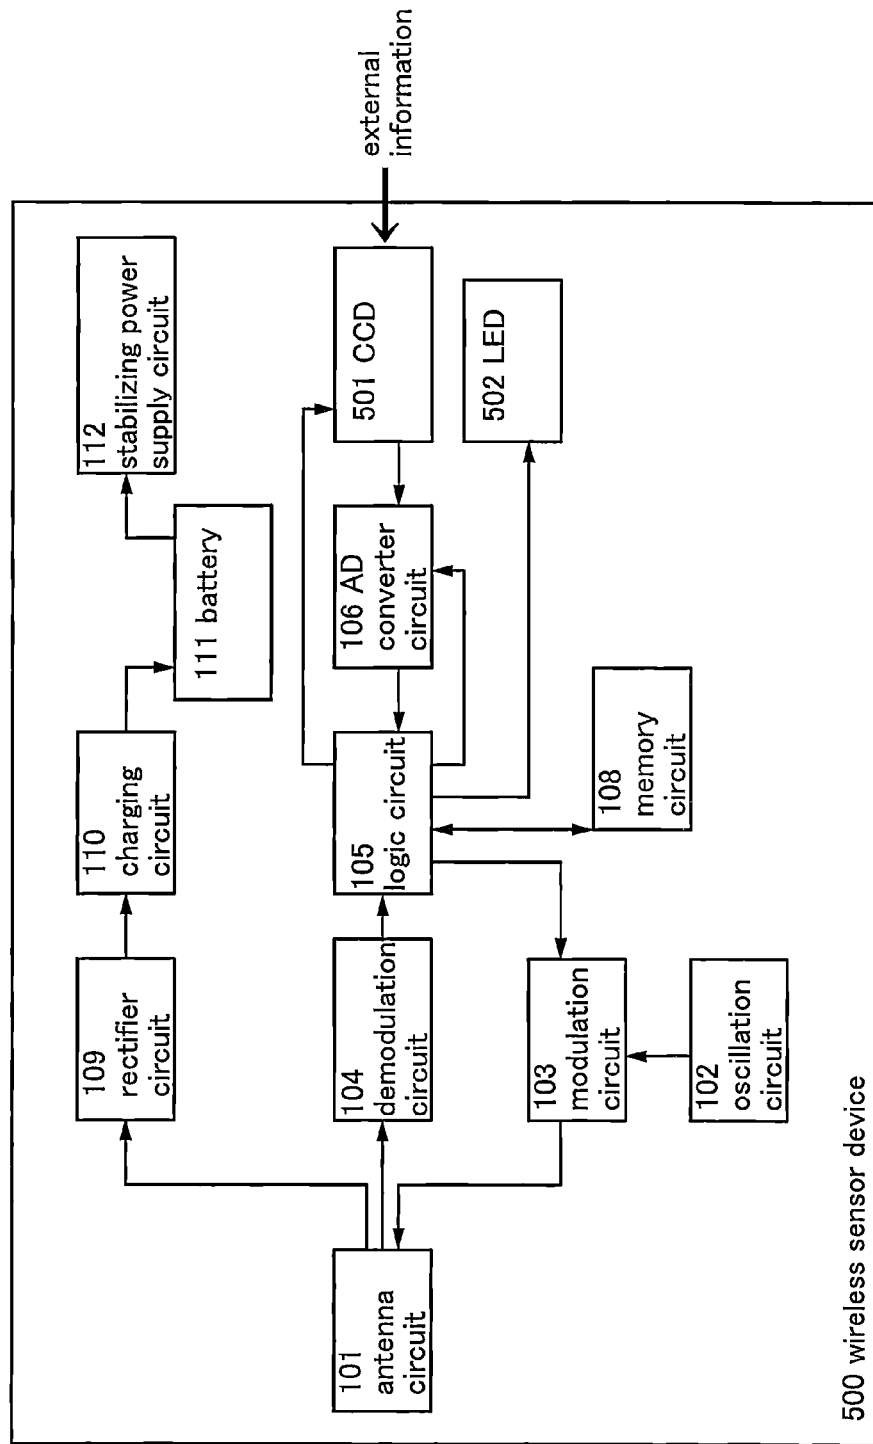 112
stabilizing power
supply circuit
111 battery
110
charging
circuit
109
rectifier
circuit
external
information
501 CCD
106 AD
converter
circuit
105
logic circuit
104
demodulation
circuit
101
antenna
circuit
502 LED
108
memory
circuit
103
modulation
circuit
102
oscillation
circuit
500 wireless sensor device